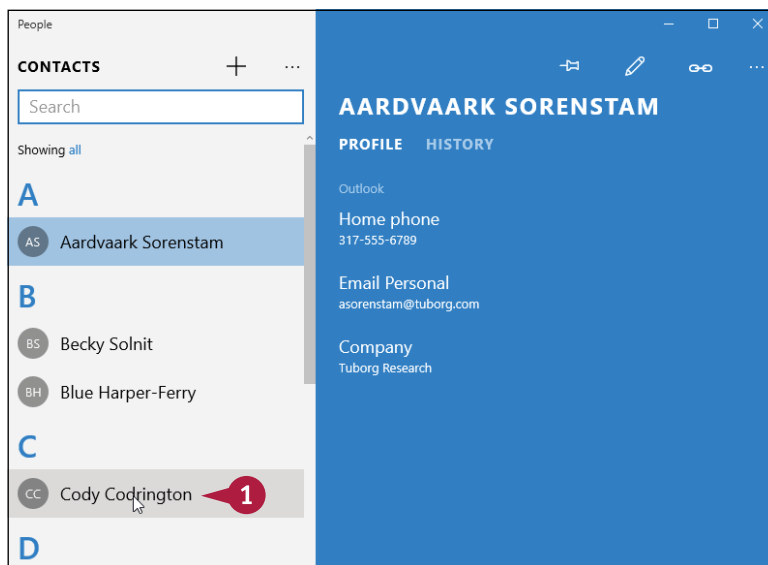 People
CONTACTS
Search
Showing all
A
AS Aardvaark Sorenstam
B
BS Becky Solnit
BH Blue Harper-Ferry
C
CC Cody Codrington 1
D
AARDVAARK SORENSTAM
PROFILE HISTORY
Outlook
Home phone
317-555-6789
Email Personal
asorenstam@tuborg.com
Company
Tuborg Research